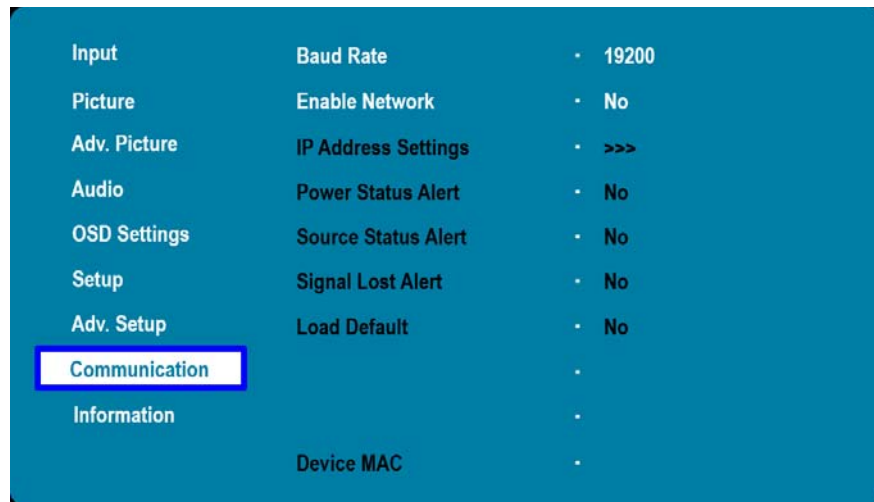 Input Baud Rate · 19200
Picture Enable Network · No
Adv. Picture IP Address Settings · >>>
Audio Power Status Alert · No
OSD Settings Source Status Alert · No
Setup Signal Lost Alert · No
Adv. Setup Load Default · No
Communication ·
Information ·
Device MAC ·